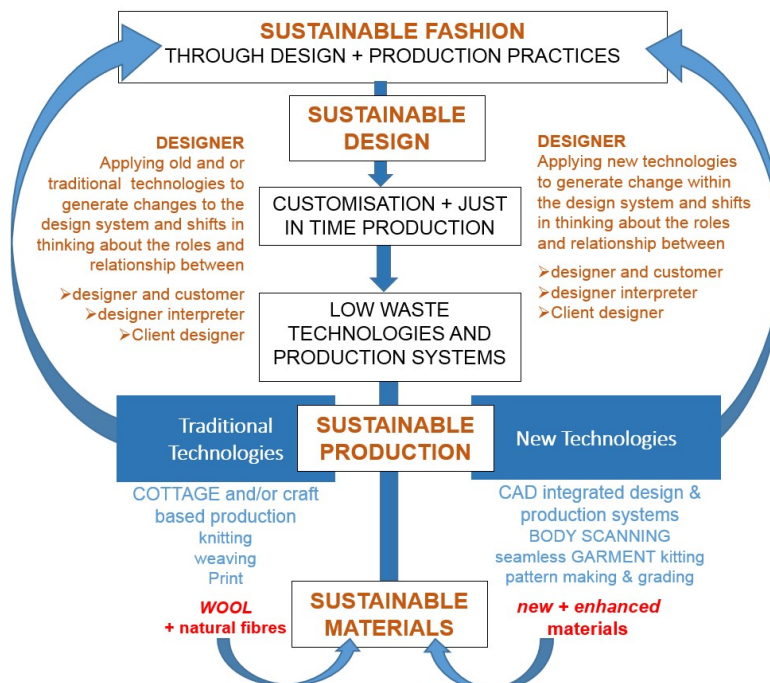 SUSTAINABLE FASHION
THROUGH DESIGN + PRODUCTION PRACTICES
SUSTAINABLE
DESIGN
DESIGNER
Applying old and or
traditional technologies to
generate changes to the
design system and shifts in
thinking about the roles and
relationship between
➢designer and customer
➢designer interpreter
➢Client designer
DESIGNER
Applying new technologies
to generate change within
the design system and shifts
in thinking about the roles
and relationship between
➢designer and customer
➢designer interpreter
➢Client designer
CUSTOMISATION + JUST
IN TIME PRODUCTION
LOW WASTE
TECHNOLOGIES AND
PRODUCTION SYSTEMS
Traditional
Technologies
SUSTAINABLE
PRODUCTION
New Technologies
COTTAGE and/or craft
based production
knitting
weaving
Print
CAD integrated design &
production systems
BODY SCANNING
seamless GARMENT kitting
pattern making & grading
WOOL
+ natural fibres
SUSTAINABLE
MATERIALS
new + enhanced
materials